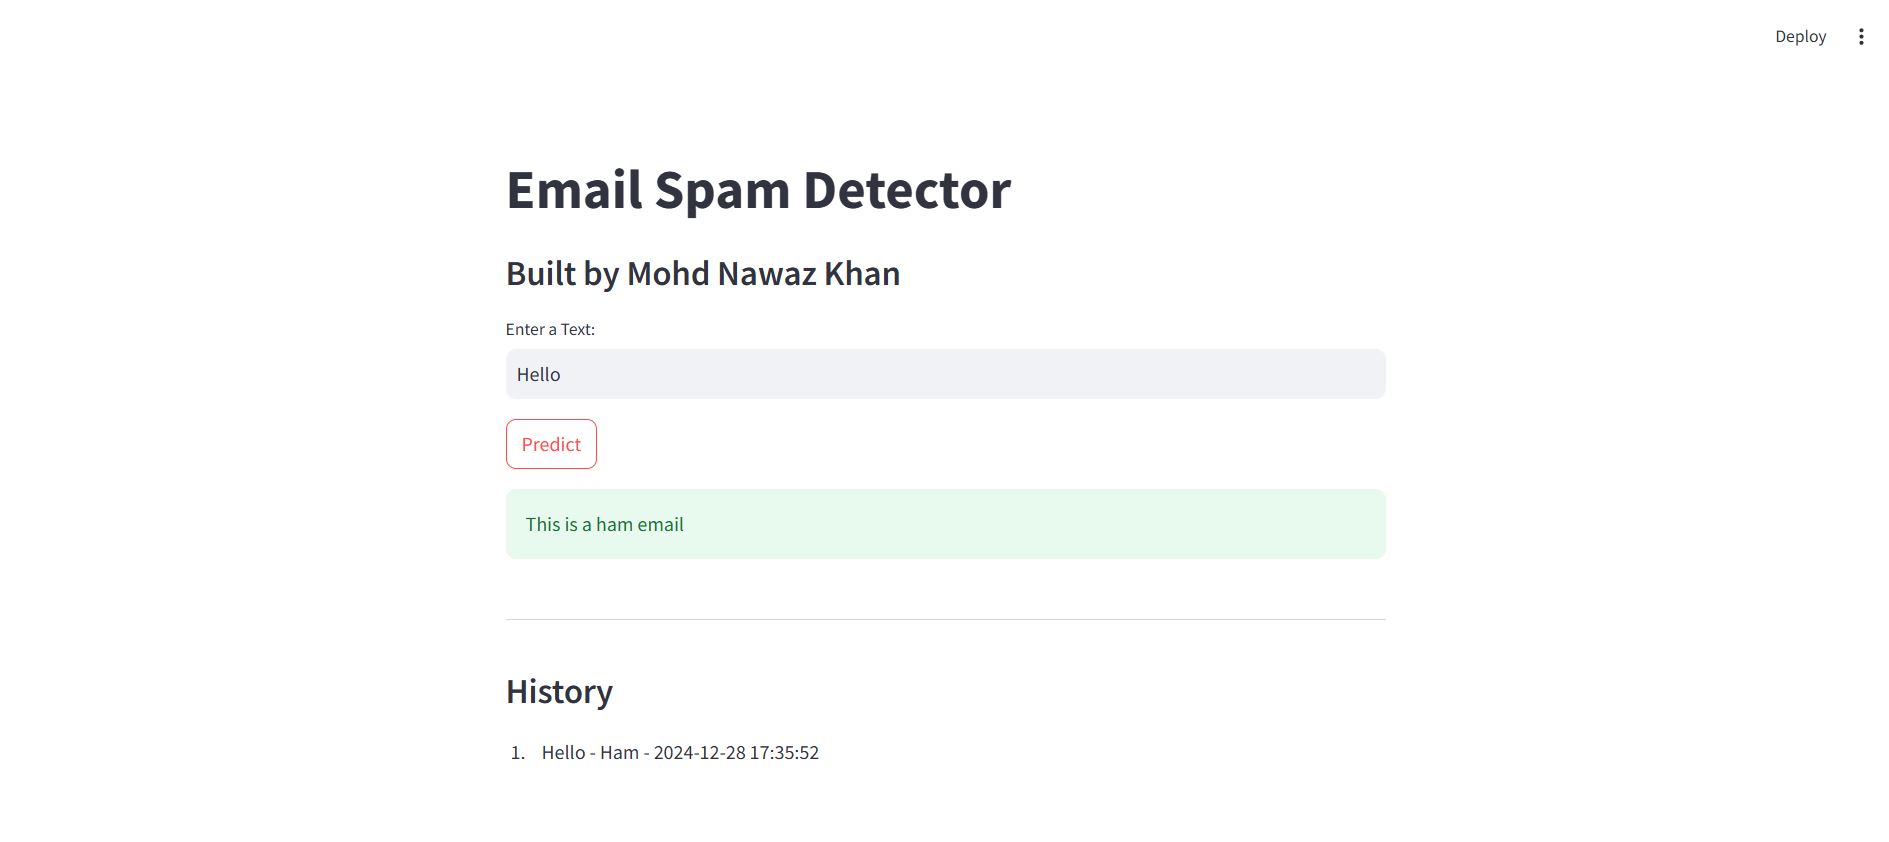 Deploy
Email Spam Detector
Built by Mohd Nawaz Khan
Enter a Text:
Hello
Predict
This is a ham email
History
1. Hello - Ham - 2024-12-28 17:35:52